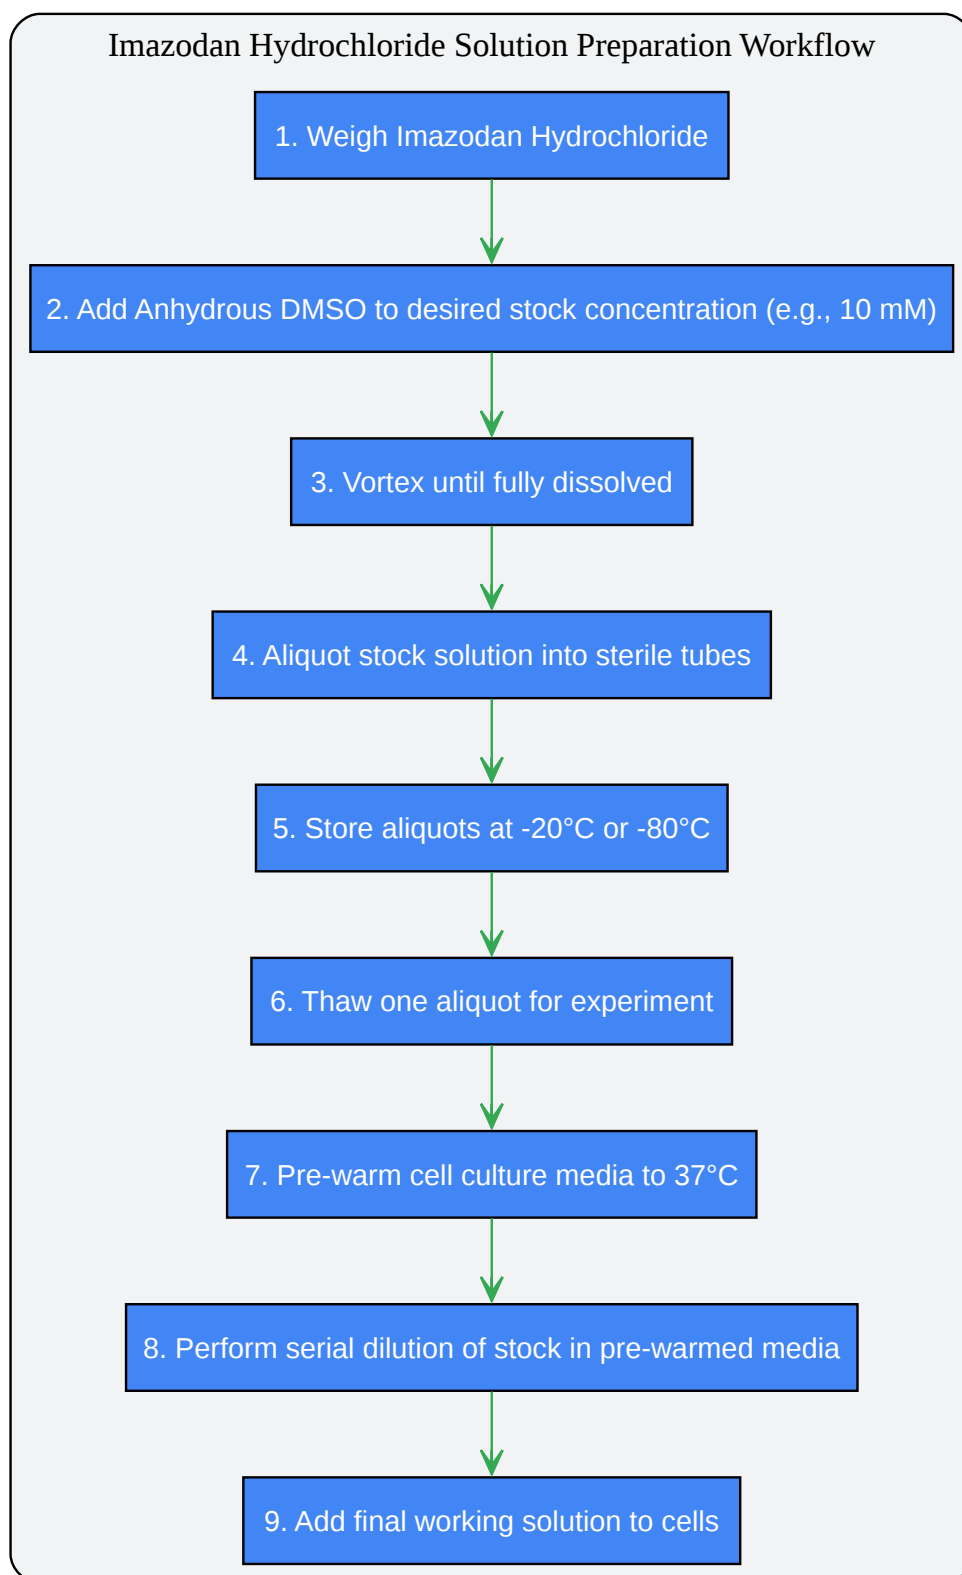 Imazodan Hydrochloride Solution Preparation Workflow
1. Weigh Imazodan Hydrochloride
2. Add Anhydrous DMSO to desired stock concentration (e.g., 10 mM)
3. Vortex until fully dissolved
4. Aliquot stock solution into sterile tubes
5. Store aliquots at -20°C or -80°C
6. Thaw one aliquot for experiment
7. Pre-warm cell culture media to 37°C
8. Perform serial dilution of stock in pre-warmed media
9. Add final working solution to cells